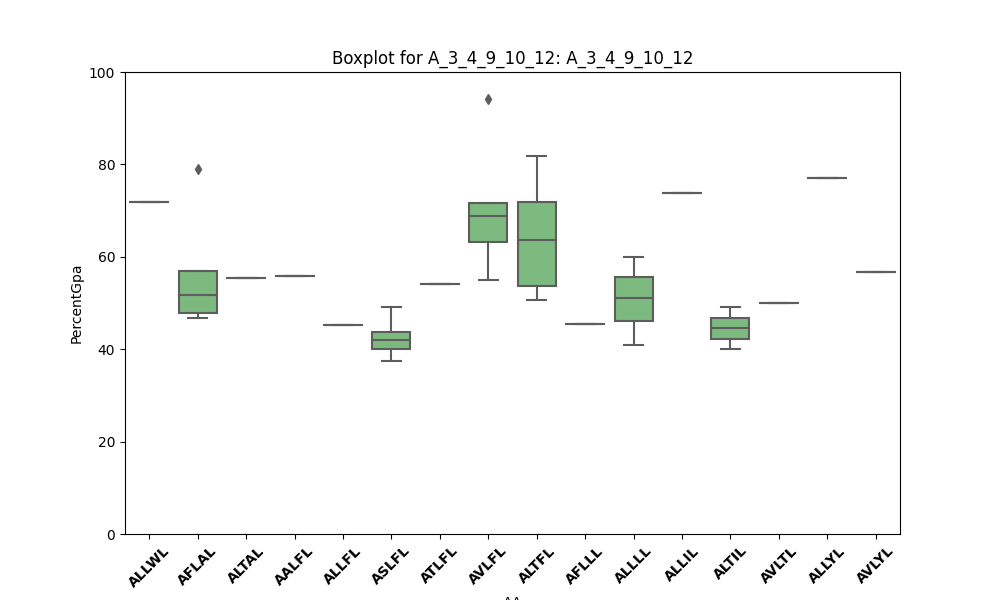 Boxplot for A_3_4_9_10_12: A_3_4_9_10_12
100
80
60
40
20
0
PercentGpa
ALLWL AFLAL ALTAL AALFL ALLFL ASLFL ATLFL AVLFL ALTFL AFLLL ALLLL ALLIL ALTIL AVLTL ALLYL AVLYL
AA